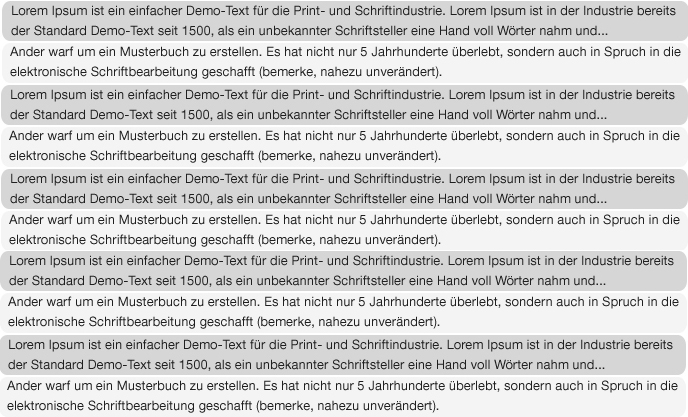 Lorem Ipsum ist ein einfacher Demo-Text für die Print- und Schriftindustrie. Lorem Ipsum ist in der Industrie bereits
der Standard Demo-Text seit 1500, als ein unbekannter Schriftsteller eine Hand voll Wörter nahm und...
Ander warf um ein Musterbuch zu erstellen. Es hat nicht nur 5 Jahrhunderte überlebt, sondern auch in Spruch in die
elektronische Schriftbearbeitung geschafft (bemerke, nahezu unverändert).
Lorem Ipsum ist ein einfacher Demo-Text für die Print- und Schriftindustrie. Lorem Ipsum ist in der Industrie bereits
der Standard Demo-Text seit 1500, als ein unbekannter Schriftsteller eine Hand voll Wörter nahm und...
Ander warf um ein Musterbuch zu erstellen. Es hat nicht nur 5 Jahrhunderte überlebt, sondern auch in Spruch in die
elektronische Schriftbearbeitung geschafft (bemerke, nahezu unverändert).
Lorem Ipsum ist ein einfacher Demo-Text für die Print- und Schriftindustrie. Lorem Ipsum ist in der Industrie bereits
der Standard Demo-Text seit 1500, als ein unbekannter Schriftsteller eine Hand voll Wörter nahm und...
Ander warf um ein Musterbuch zu erstellen. Es hat nicht nur 5 Jahrhunderte überlebt, sondern auch in Spruch in die
elektronische Schriftbearbeitung geschafft (bemerke, nahezu unverändert).
Lorem Ipsum ist ein einfacher Demo-Text für die Print- und Schriftindustrie. Lorem Ipsum ist in der Industrie bereits
der Standard Demo-Text seit 1500, als ein unbekannter Schriftsteller eine Hand voll Wörter nahm und...
Ander warf um ein Musterbuch zu erstellen. Es hat nicht nur 5 Jahrhunderte überlebt, sondern auch in Spruch in die
elektronische Schriftbearbeitung geschafft (bemerke, nahezu unverändert).
Lorem Ipsum ist ein einfacher Demo-Text für die Print- und Schriftindustrie. Lorem Ipsum ist in der Industrie bereits
der Standard Demo-Text seit 1500, als ein unbekannter Schriftsteller eine Hand voll Wörter nahm und...
Ander warf um ein Musterbuch zu erstellen. Es hat nicht nur 5 Jahrhunderte überlebt, sondern auch in Spruch in die
elektronische Schriftbearbeitung geschafft (bemerke, nahezu unverändert).